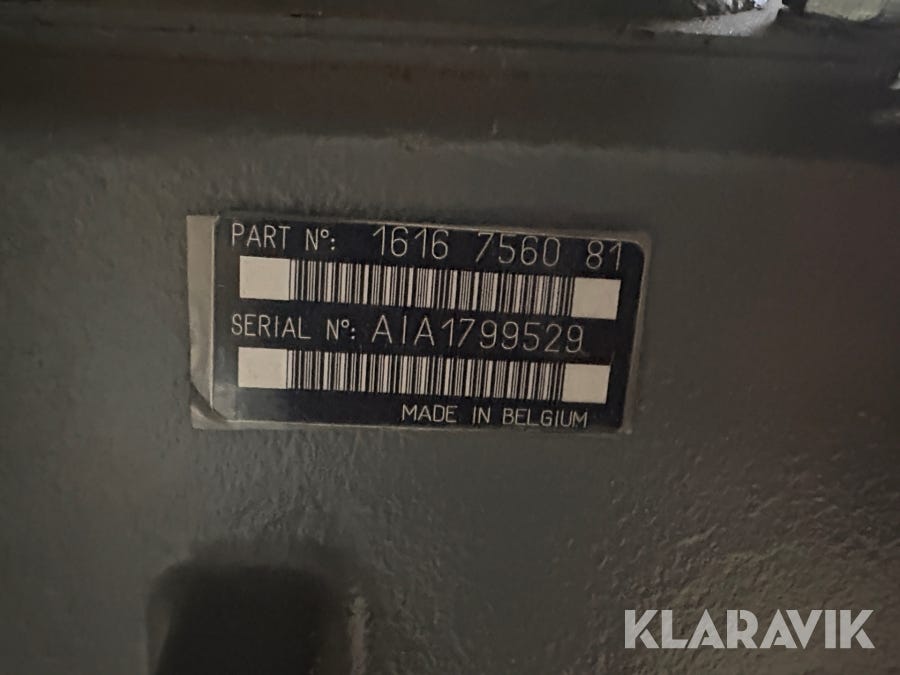 PART N°: 1616 7560 81
SERIAL N°: AIA1799529
MADE IN BELGIUM
KLARAVIK